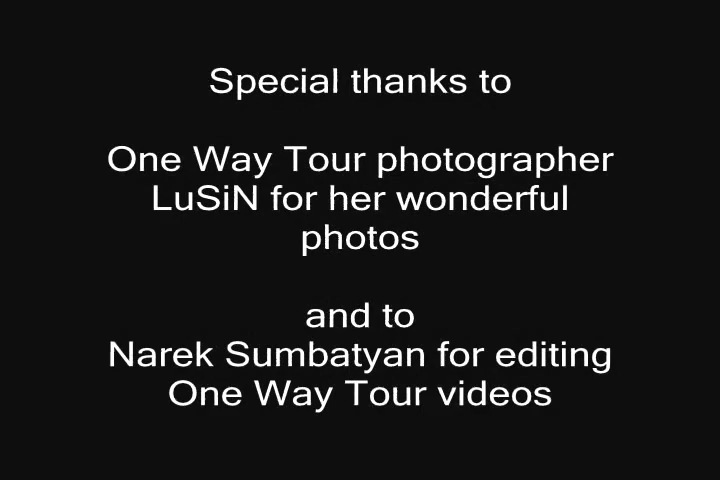 Special thanks to
One Way Tour photographer
LuSiN for her wonderful
photos
and to
Narek Sumbatyan for editing
One Way Tour videos